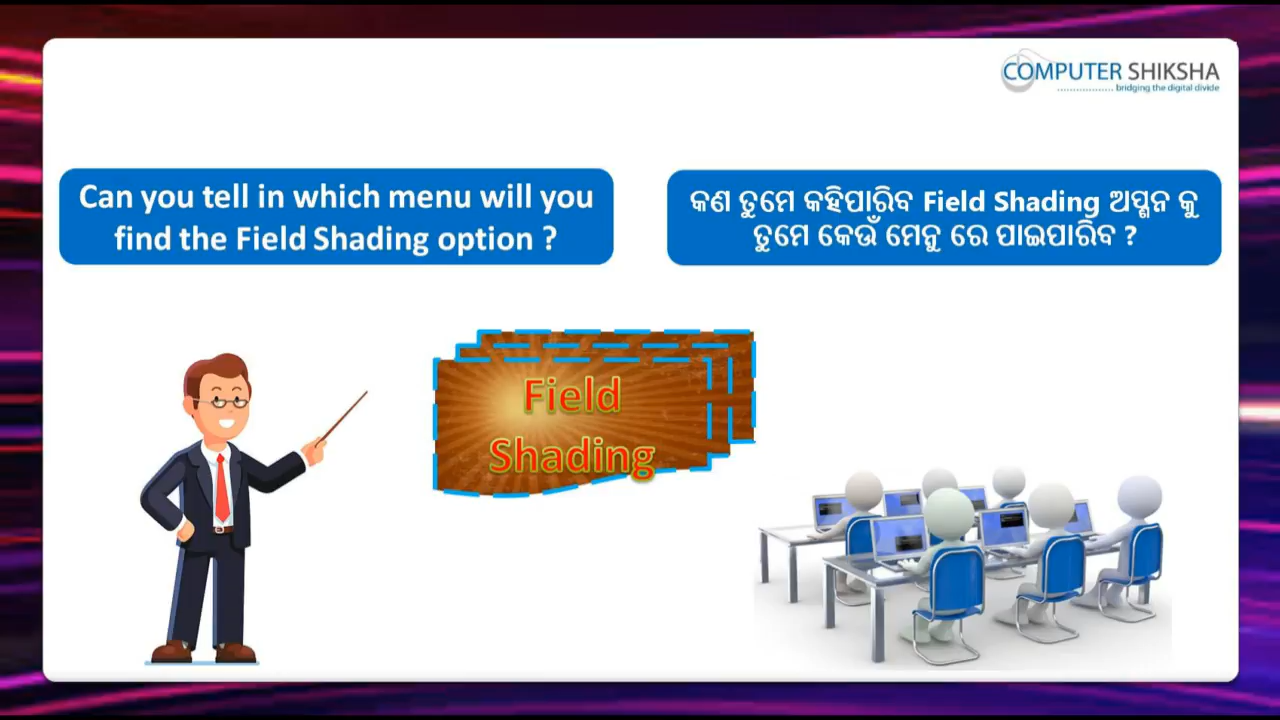 COMPUTER SHIKSHA
bridging the digital divide
Can you tell in which menu will you
find the Field Shading option ?
କଣ ତୁମେ କହିପାରିବ Field Shading ଅପ୍ସନ କୁ
ତୁମେ କେଉଁ ମେନୁ ରେ ପାଇପାରିବ ?
Field
Shading